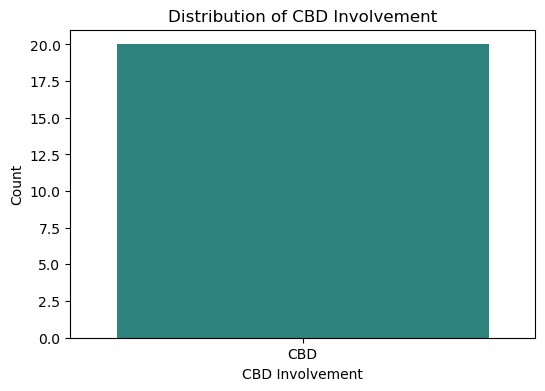 Distribution of CBD Involvement
20.0
17.5
15.0
12.5
10.0
7.5
5.0
2.5
0.0
Count
CBD
CBD Involvement